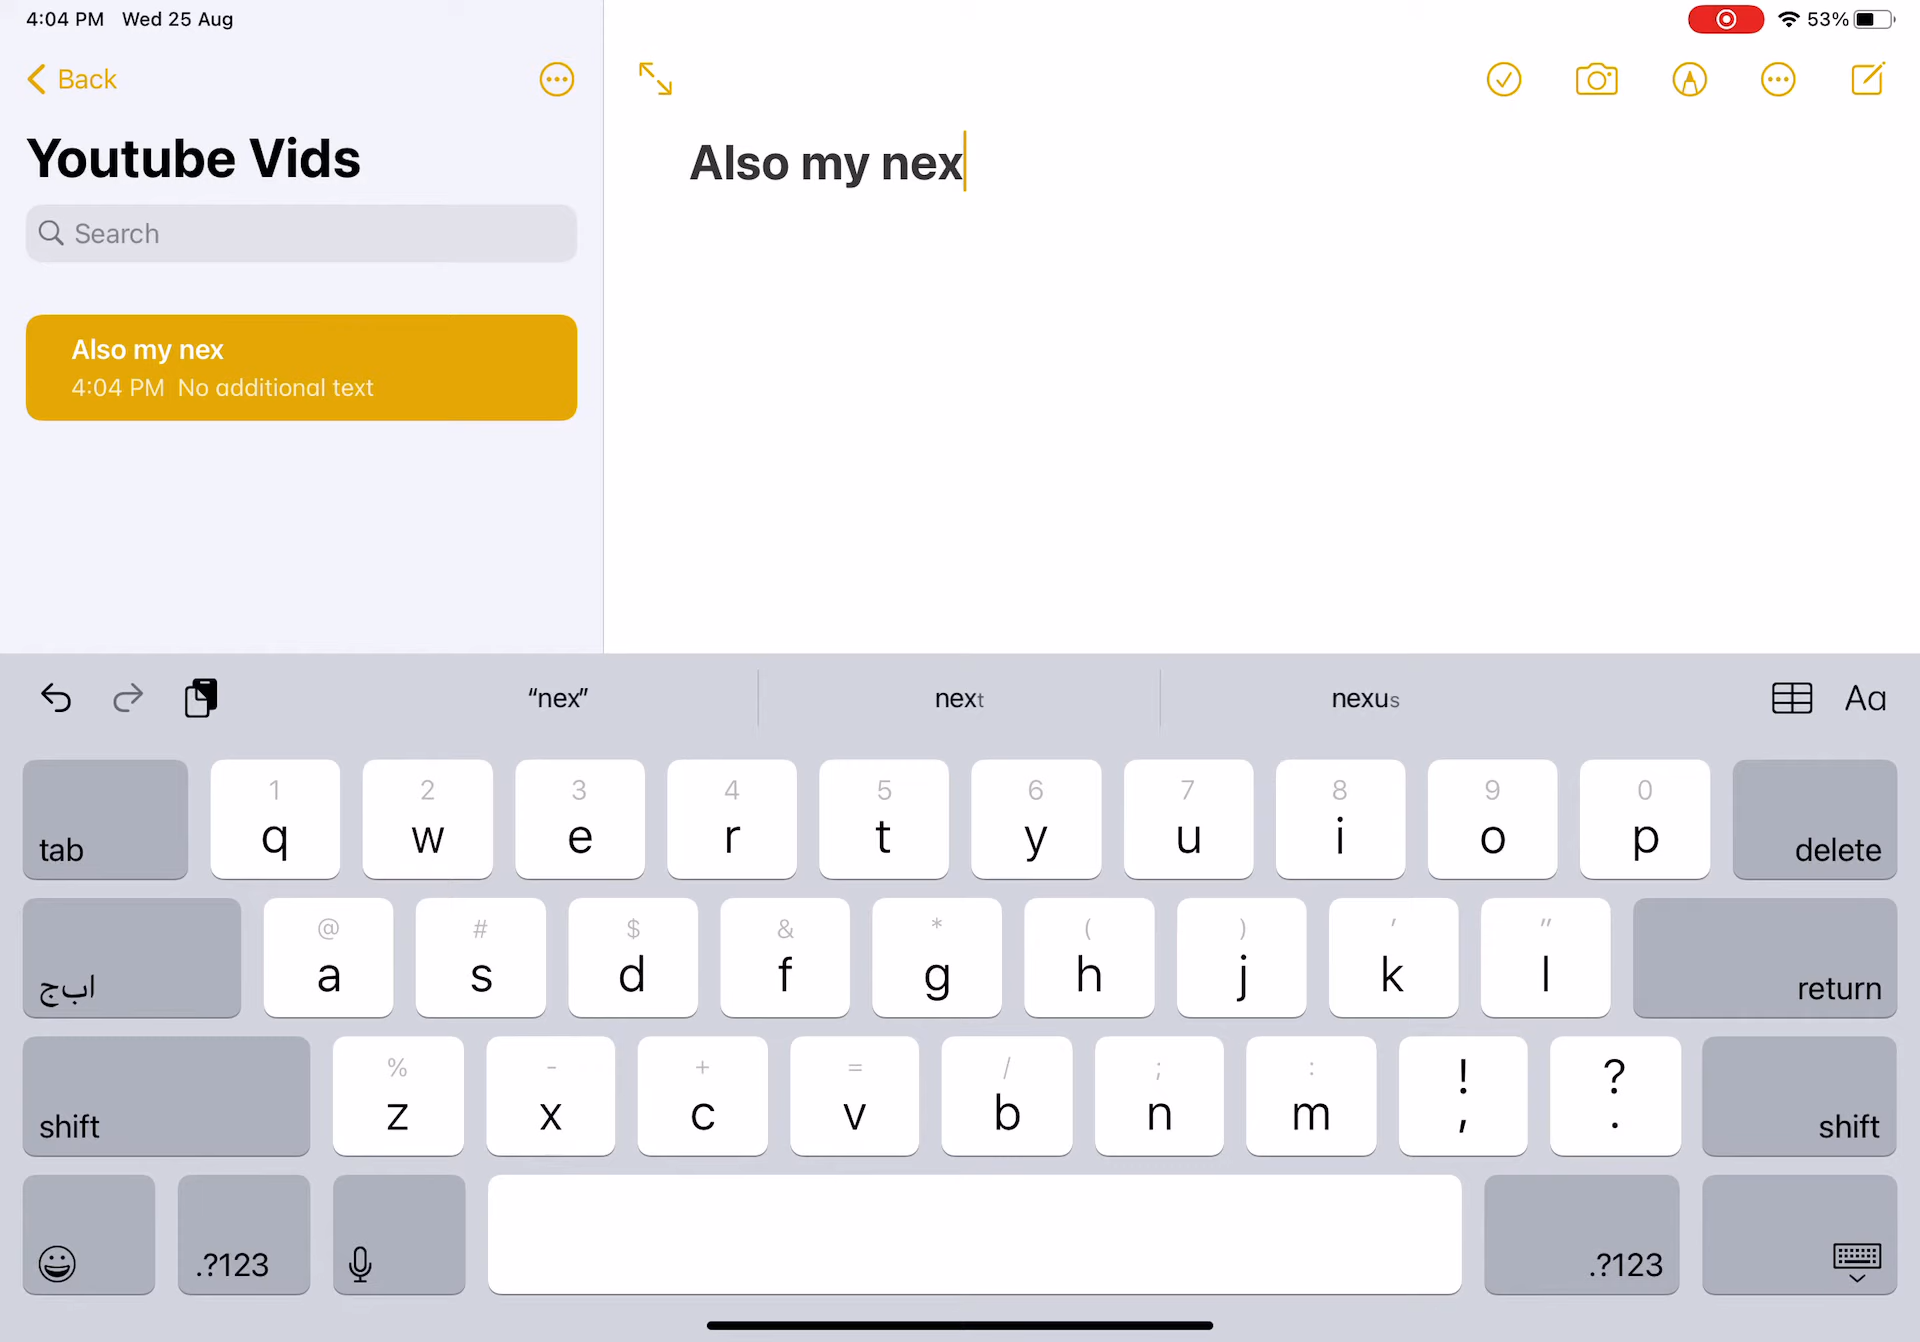 4:04 PM Wed 25 Aug
53%
Back
Youtube Vids
Search
Also my nex
4:04 PM No additional text
Also my nex
“nex” next nexus
Aa
tab 1 q 2 w 3 e 4 r 5 t 6 y 7 u 8 i 9 o 0 p delete
ابج @ a # s $ d & f * g ( h ) j ′ k ″ l return
shift % z - x + c = v / b ; n : m ! , ? . shift
.?123 .?123